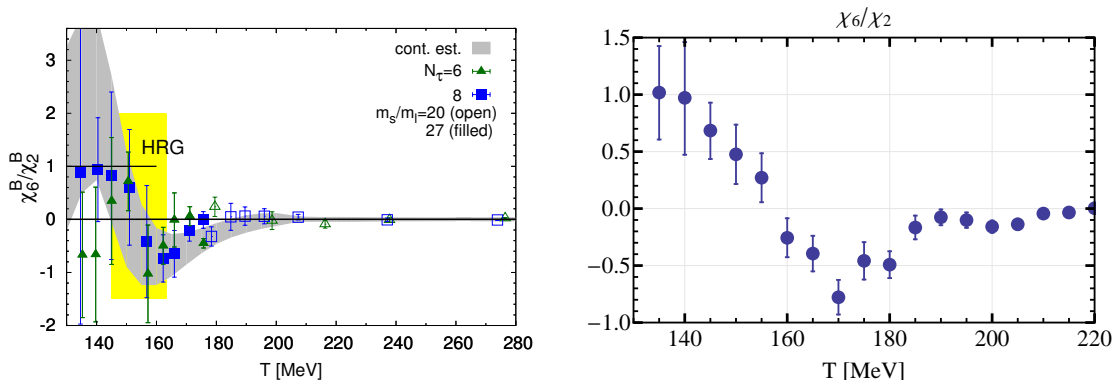 χ₆ᴮ/χ₂ᴮ
3
2
1
0
-1
-2
cont. est.
Nτ=6
8
mₛ/mₗ=20 (open)
27 (filled)
HRG
140 160 180 200 220 240 260 280
T [MeV]
χ₆/χ₂
1.5
1.0
0.5
0.0
−0.5
−1.0
140 160 180 200 220
T [MeV]